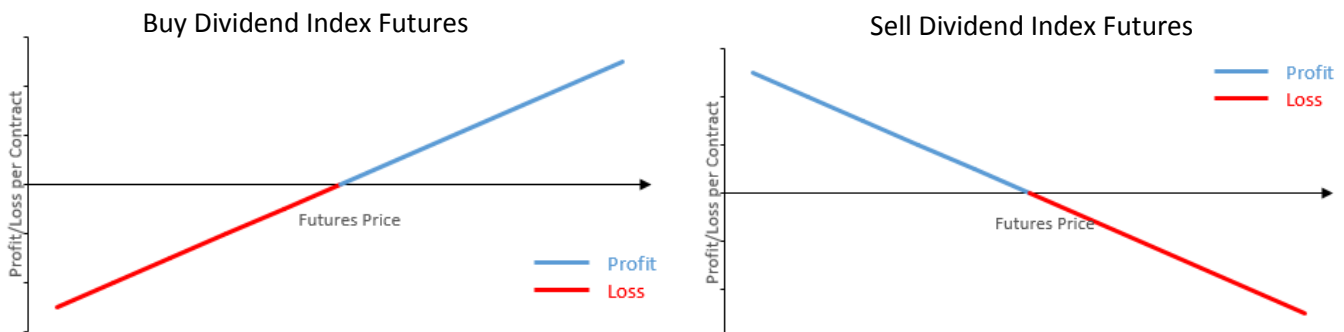 Buy Dividend Index Futures
Profit/Loss per Contract
Futures Price
Profit
Loss
Sell Dividend Index Futures
Profit/Loss per Contract
Profit
Loss
Futures Price